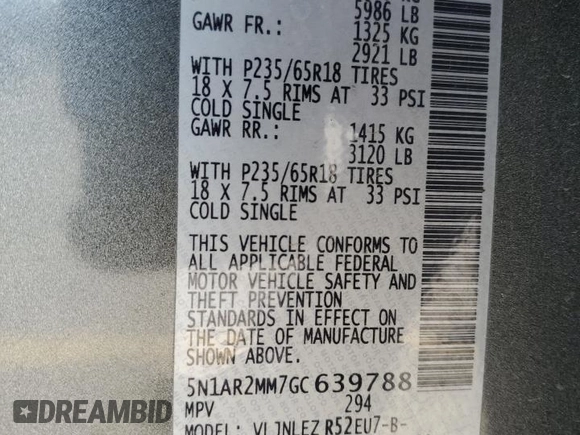 5986 LB
GAWR FR.: 1325 KG
2921 LB
WITH P235/65R18 TIRES
18 X 7.5 RIMS AT 33 PSI
COLD SINGLE
GAWR RR.: 1415 KG
3120 LB
WITH P235/65R18 TIRES
18 X 7.5 RIMS AT 33 PSI
COLD SINGLE
THIS VEHICLE CONFORMS TO
ALL APPLICABLE FEDERAL
MOTOR VEHICLE SAFETY AND
THEFT PREVENTION
STANDARDS IN EFFECT ON
THE DATE OF MANUFACTURE
SHOWN ABOVE.
5N1AR2MM7GC639788
MPV 294
MODEL: VLJNLEZ R52EU7-B-
DREAMBID.COM